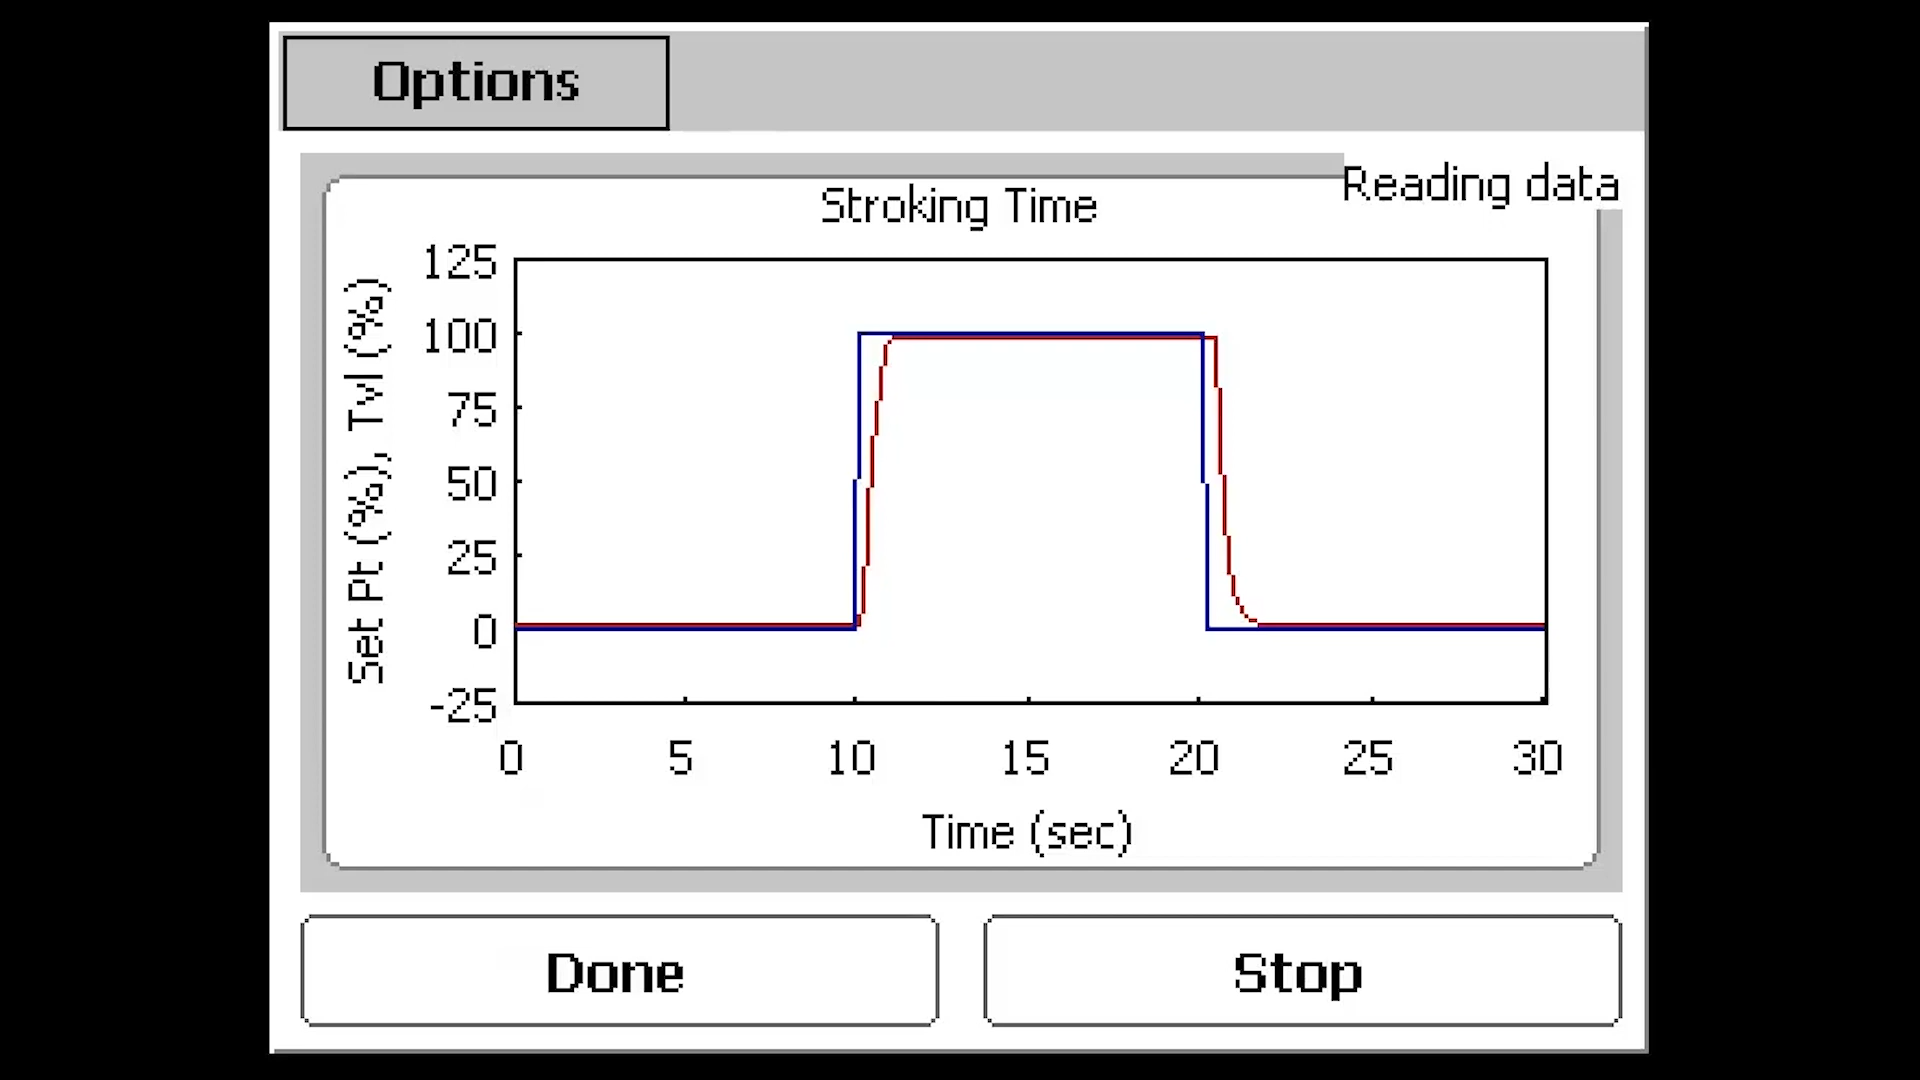 Options
Reading data
Stroking Time
Set Pt (%), Tvl (%)
125
100
75
50
25
0
-25
0 5 10 15 20 25 30
Time (sec)
Done Stop